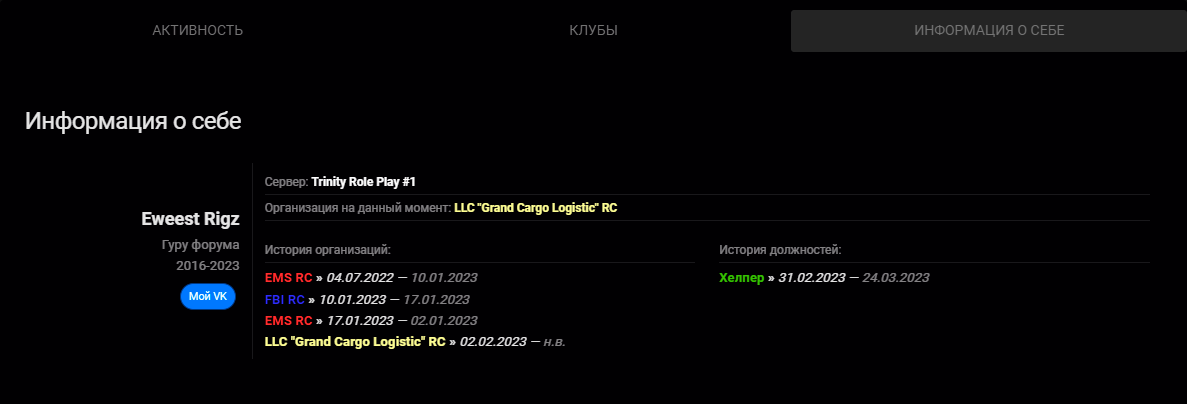 АКТИВНОСТЬ
КЛУБЫ
ИНФОРМАЦИЯ О СЕБЕ
Информация о себе
Eweest Rigz
Гуру форума
2016-2023
Мой VK
Сервер: Trinity Role Play #1
Организация на данный момент: LLC "Grand Cargo Logistic" RC
История организаций:
EMS RC » 04.07.2022 — 10.01.2023
FBI RC » 10.01.2023 — 17.01.2023
EMS RC » 17.01.2023 — 02.01.2023
LLC "Grand Cargo Logistic" RC » 02.02.2023 — н.в.
История должностей:
Хелпер » 31.02.2023 — 24.03.2023